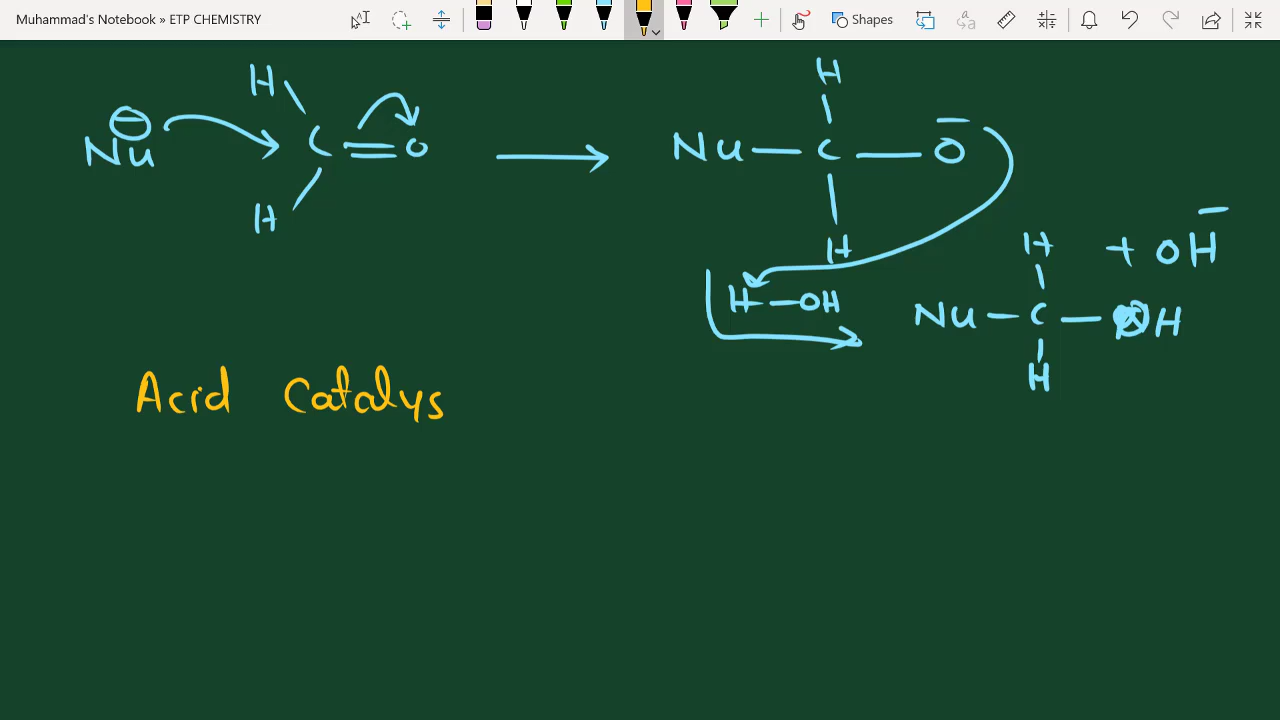 Muhammad's Notebook » ETP CHEMISTRY
Shapes
H
H
Nu⊖ C=O → Nu—C—O⁻
H
H
H + OH⁻
H—OH
Nu—C—OH
H
Acid Catalys